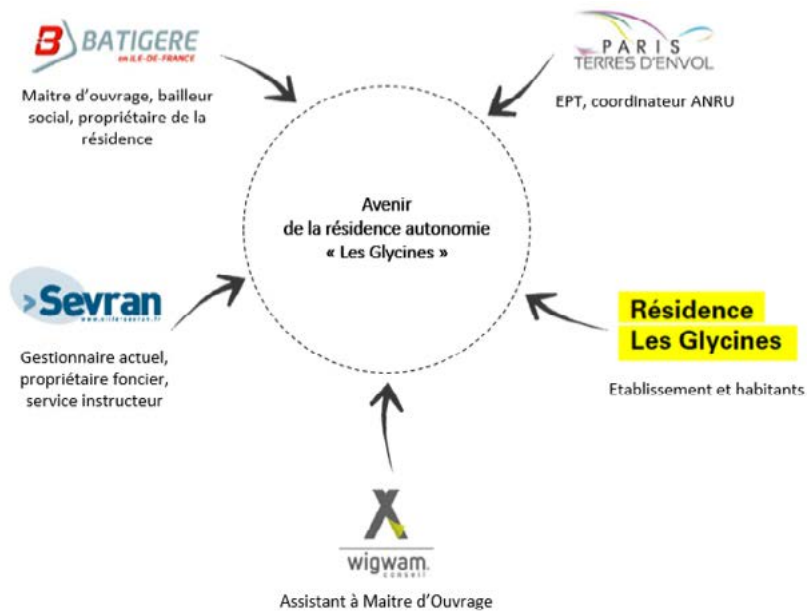 BATIGERE
en ILE-DE-FRANCE
Maitre d'ouvrage, bailleur
social, propriétaire de la
résidence
PARIS
TERRES D'ENVOL
EPT, coordinateur ANRU
Avenir
de la résidence autonomie
« Les Glycines »
>Sevran
Gestionnaire actuel,
propriétaire foncier,
service instructeur
Résidence
Les Glycines
Etablissement et habitants
wigwam.
conseil
Assistant à Maitre d'Ouvrage